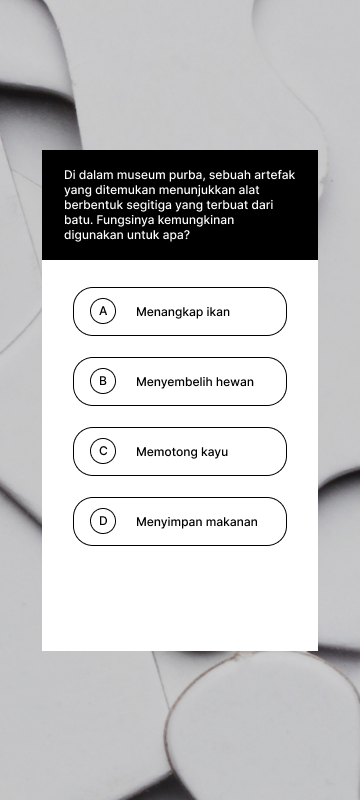 Di dalam museum purba, sebuah artefak
yang ditemukan menunjukkan alat
berbentuk segitiga yang terbuat dari
batu. Fungsinya kemungkinan
digunakan untuk apa?
A Menangkap ikan
B Menyembelih hewan
C Memotong kayu
D Menyimpan makanan